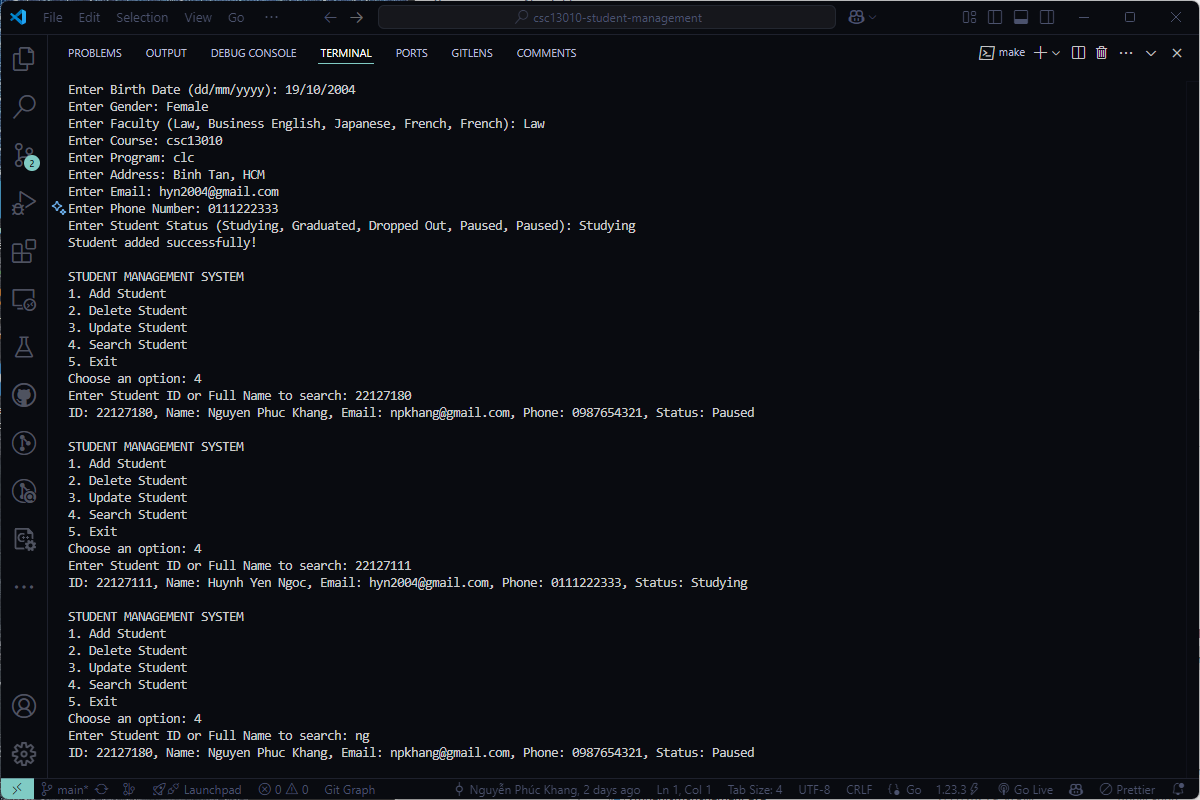 File Edit Selection View Go ··· csc13010-student-management
PROBLEMS OUTPUT DEBUG CONSOLE TERMINAL PORTS GITLENS COMMENTS make
Enter Birth Date (dd/mm/yyyy): 19/10/2004
Enter Gender: Female
Enter Faculty (Law, Business English, Japanese, French, French): Law
Enter Course: csc13010
Enter Program: clc
Enter Address: Binh Tan, HCM
Enter Email: hyn2004@gmail.com
Enter Phone Number: 0111222333
Enter Student Status (Studying, Graduated, Dropped Out, Paused, Paused): Studying
Student added successfully!
STUDENT MANAGEMENT SYSTEM
1. Add Student
2. Delete Student
3. Update Student
4. Search Student
5. Exit
Choose an option: 4
Enter Student ID or Full Name to search: 22127180
ID: 22127180, Name: Nguyen Phuc Khang, Email: npkhang@gmail.com, Phone: 0987654321, Status: Paused
STUDENT MANAGEMENT SYSTEM
1. Add Student
2. Delete Student
3. Update Student
4. Search Student
5. Exit
Choose an option: 4
Enter Student ID or Full Name to search: 22127111
ID: 22127111, Name: Huynh Yen Ngoc, Email: hyn2004@gmail.com, Phone: 0111222333, Status: Studying
STUDENT MANAGEMENT SYSTEM
1. Add Student
2. Delete Student
3. Update Student
4. Search Student
5. Exit
Choose an option: 4
Enter Student ID or Full Name to search: ng
ID: 22127180, Name: Nguyen Phuc Khang, Email: npkhang@gmail.com, Phone: 0987654321, Status: Paused
2
main* Launchpad 0 0 Git Graph Nguyễn Phúc Khang, 2 days ago Ln 1, Col 1 Tab Size: 4 UTF-8 CRLF Go 1.23.3 Go Live Prettier